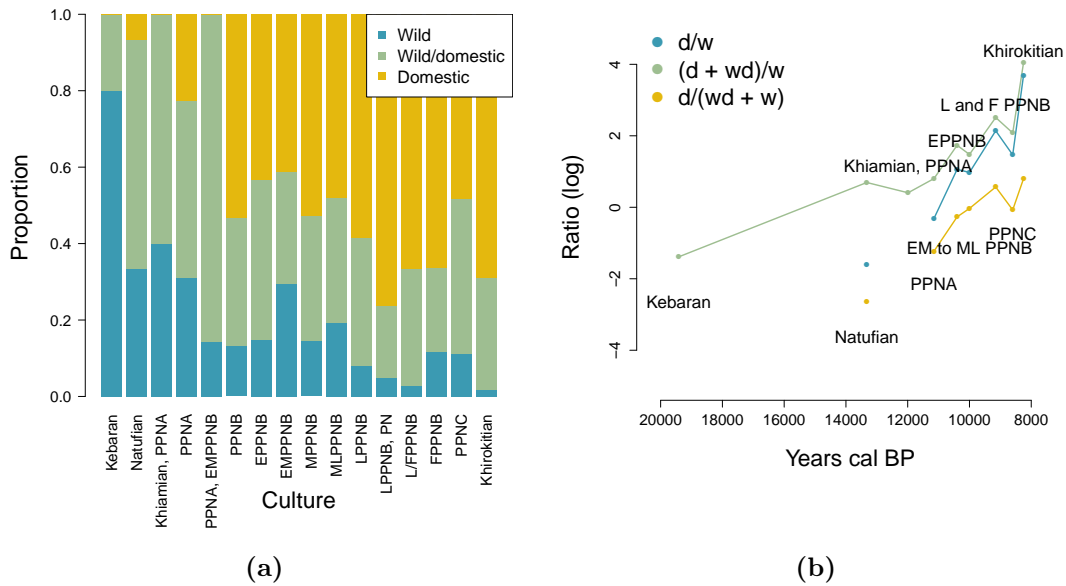 1.0
0.8
0.6
0.4
0.2
0.0
Proportion
Wild
Wild/domestic
Domestic
Kebaran
Natufian
Khiamian, PPNA
PPNA
PPNA, EMPPNB
PPNB
EPPNB
EMPPNB
MPPNB
MLPPNB
LPPNB
LPPNB, PN
L/FPPNB
FPPNB
PPNC
Khirokitian
Culture
(a)
d/w
(d + wd)/w
d/(wd + w)
4
2
0
−2
−4
Ratio (log)
Khirokitian
L and F PPNB
EPPNB
Khiamian, PPNA
PPNC
EM to ML PPNB
PPNA
Kebaran
Natufian
20000 18000 16000 14000 12000 10000 8000
Years cal BP
(b)